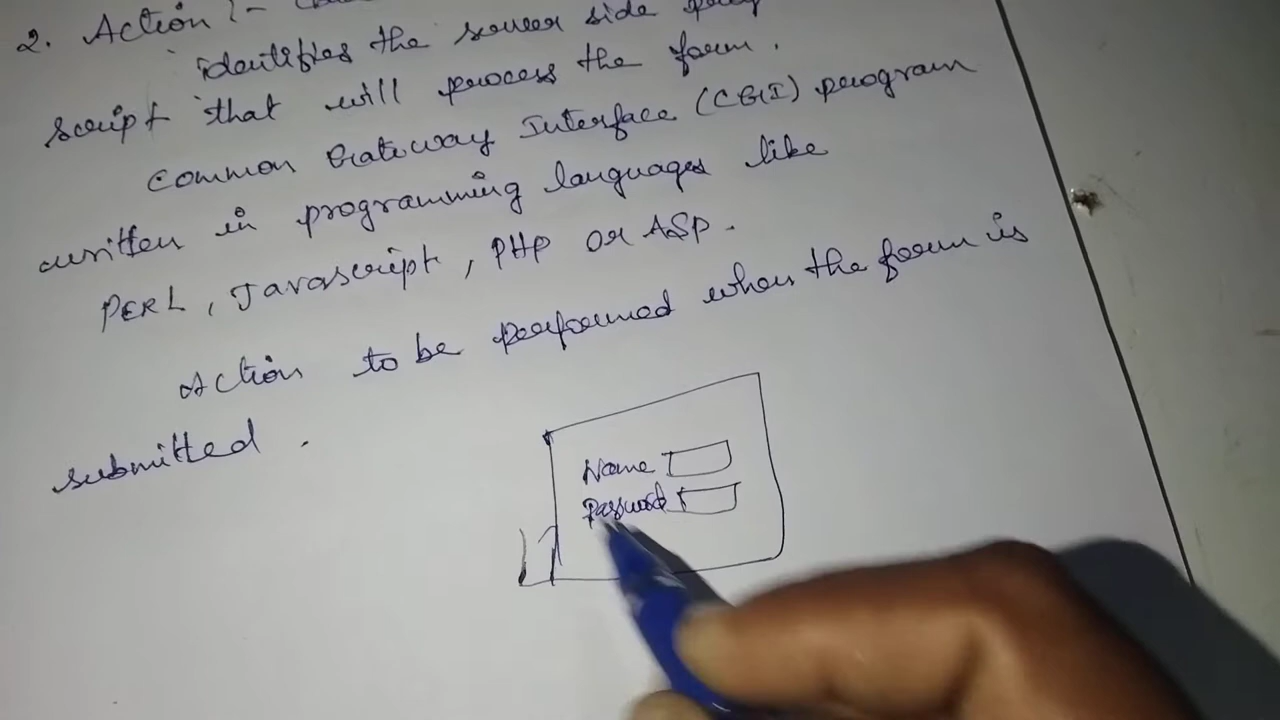 2. Action :-
identifies the server side
script that will process the form.
Common Gateway Interface (CGI) program
written in programming languages like
PERL, Javascript, PHP or ASP.
Action to be performed when the form is
submitted.
Name
Password